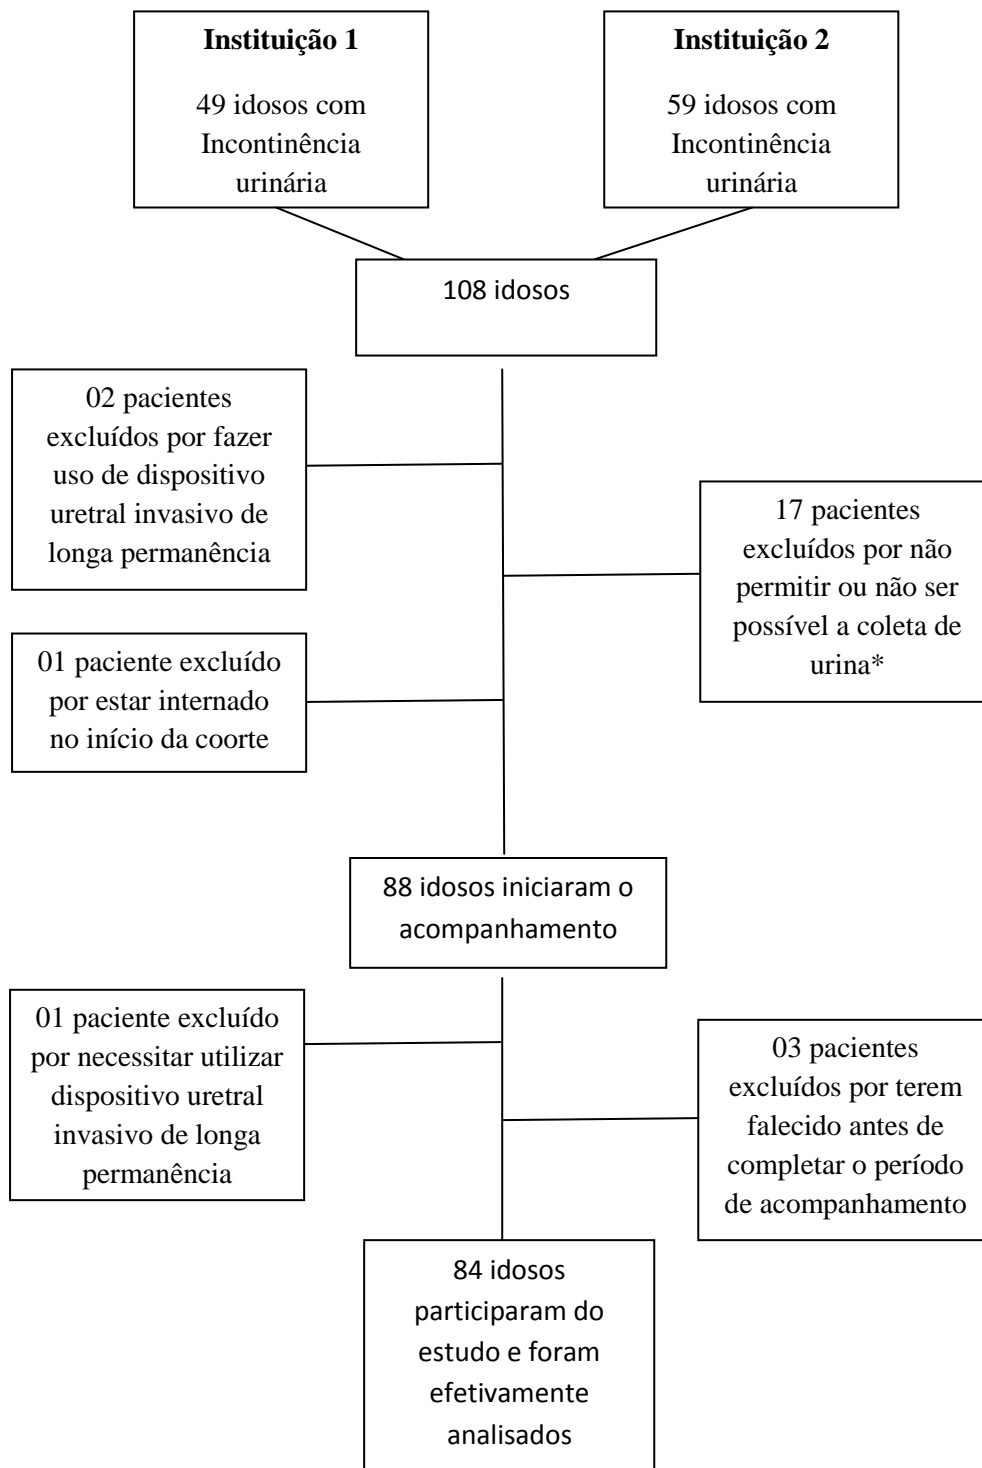 Instituição 1
49 idosos com
Incontinência
urinária
Instituição 2
59 idosos com
Incontinência
urinária
108 idosos
02 pacientes
excluídos por fazer
uso de dispositivo
uretral invasivo de
longa permanência
17 pacientes
excluídos por não
permitir ou não ser
possível a coleta de
urina*
01 paciente excluído
por estar internado
no início da coorte
88 idosos iniciaram o
acompanhamento
01 paciente excluído
por necessitar utilizar
dispositivo uretral
invasivo de longa
permanência
03 pacientes
excluídos por terem
falecido antes de
completar o período
de acompanhamento
84 idosos
participaram do
estudo e foram
efetivamente
analisados